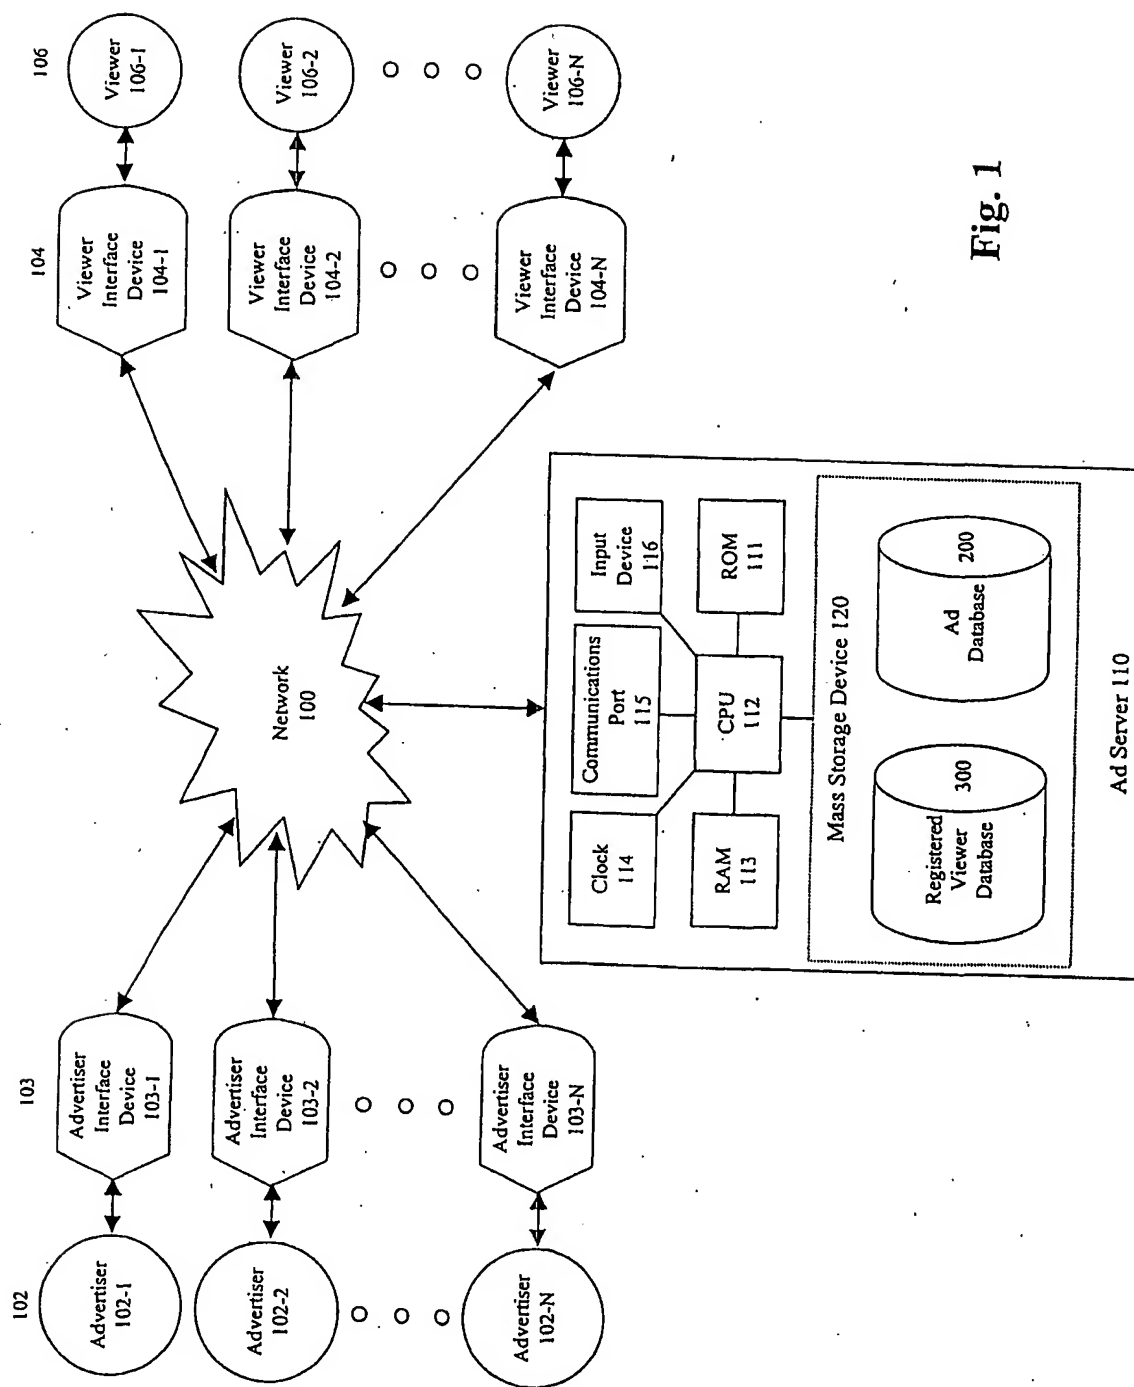 102
103
104
106
Advertiser
102-1
Advertiser
Interface
Device
103-1
Viewer
Interface
Device
104-1
Viewer
106-1
Advertiser
102-2
Advertiser
Interface
Device
103-2
Network
100
Viewer
Interface
Device
104-2
Viewer
106-2
Advertiser
102-N
Advertiser
Interface
Device
103-N
Viewer
Interface
Device
104-N
Viewer
106-N
Clock
114
Communications
Port
115
Input
Device
116
RAM
113
CPU
112
ROM
111
Mass Storage Device 120
Registered
Viewer
Database
300
Ad
Database
200
Ad Server 110
Fig. 1